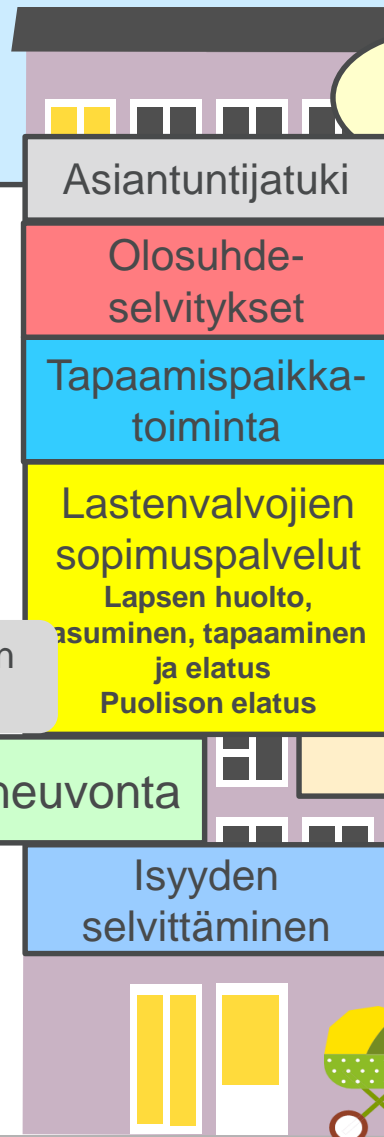 Asiantuntijatuki
Olosuhde-
selvitykset
Tapaamispaikka-
toiminta
Lastenvalvojien
sopimuspalvelut
Lapsen huolto,
asuminen, tapaaminen
ja elatus
Puolison elatus
neuvonta
Isyyden
selvittäminen